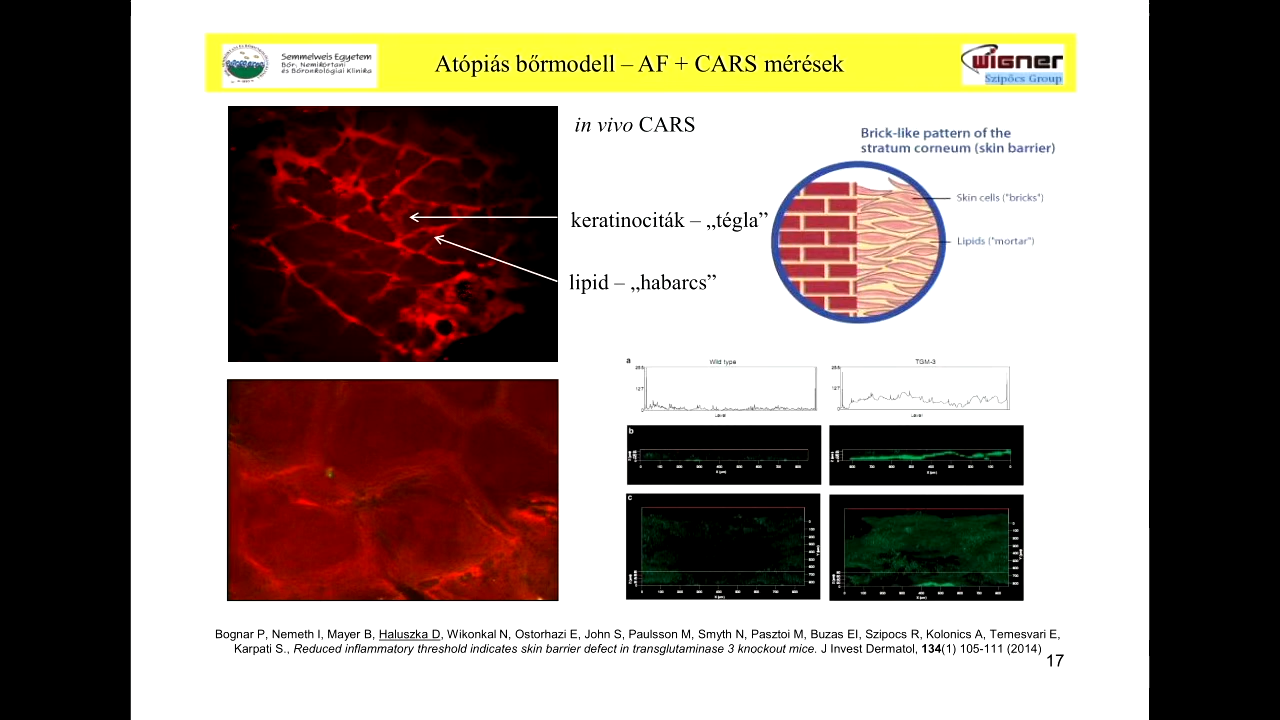 Semmelweis Egyetem
Bőr, Nemikórtani
és Bőronkológiai Klinika
Atópiás bőrmodell – AF + CARS mérések
wigner
Szipőcs Group
in vivo CARS
keratinociták – „tégla”
lipid – „habarcs”
Brick-like pattern of the
stratum corneum (skin barrier)
Skin cells ("bricks")
Lipids ("mortar")
a
Wild type
TGM-3
b
c
Bognar P, Nemeth I, Mayer B, Haluszka D, Wikonkal N, Ostorhazi E, John S, Paulsson M, Smyth N, Pasztoi M, Buzas EI, Szipocs R, Kolonics A, Temesvari E,
Karpati S., Reduced inflammatory threshold indicates skin barrier defect in transglutaminase 3 knockout mice. J Invest Dermatol, 134(1) 105-111 (2014)
17